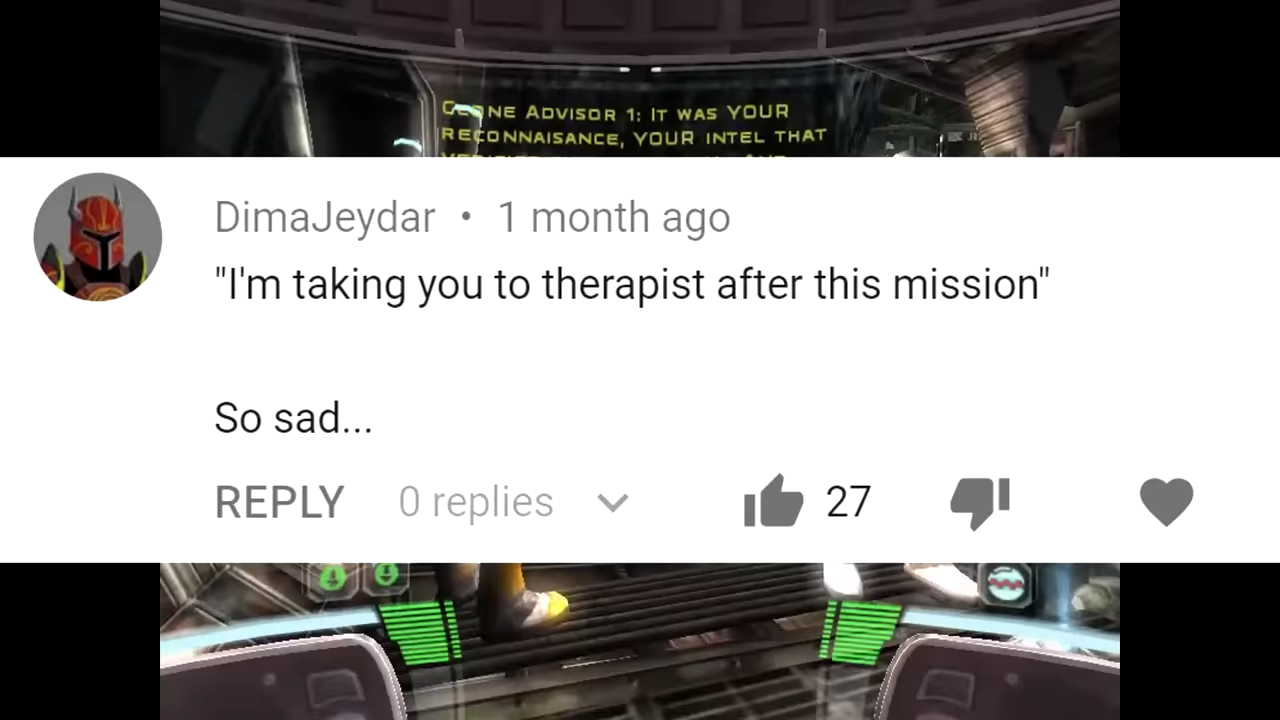 CLONE ADVISOR 1: IT WAS YOUR
RECONNAISANCE, YOUR INTEL THAT
DimaJeydar • 1 month ago
"I'm taking you to therapist after this mission"
So sad...
REPLY 0 replies 27